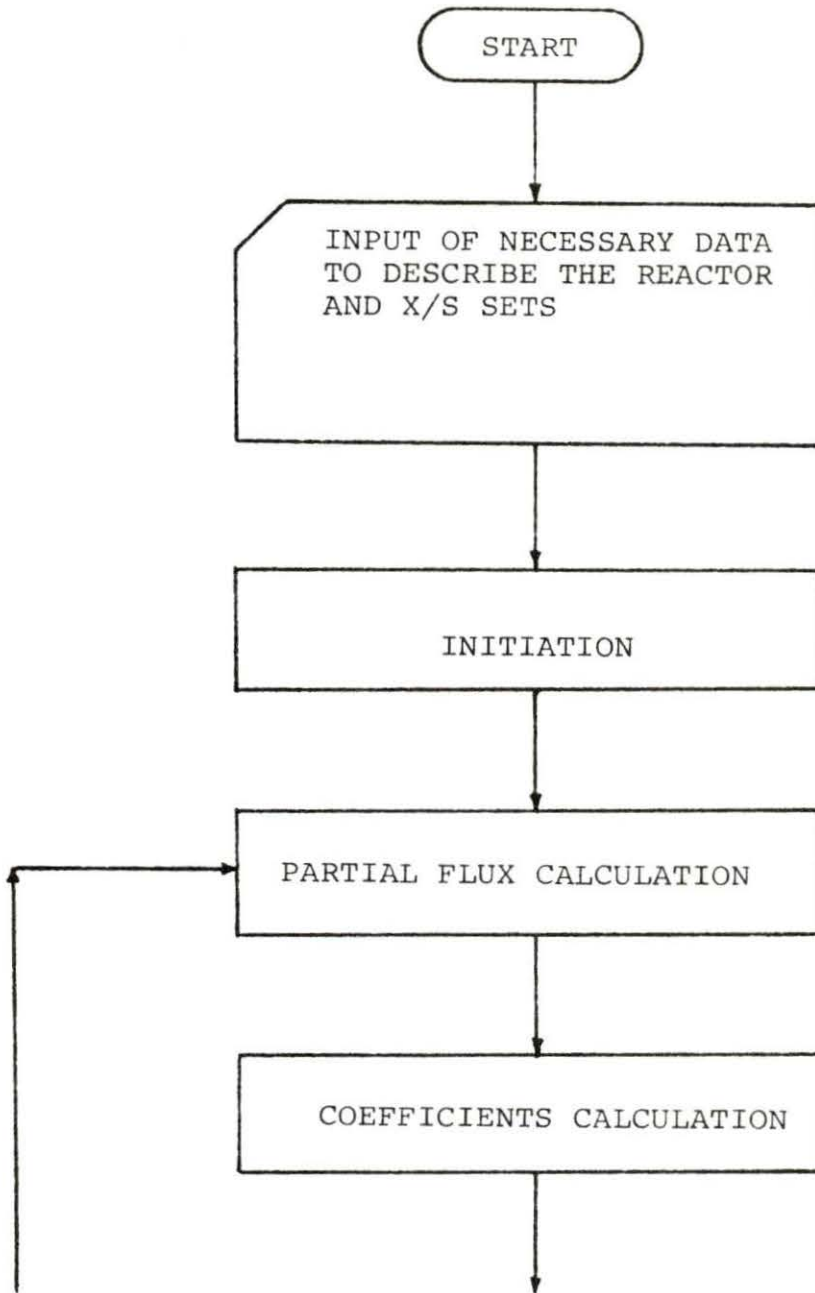 START
INPUT OF NECESSARY DATA
TO DESCRIBE THE REACTOR
AND X/S SETS
INITIATION
PARTIAL FLUX CALCULATION
COEFFICIENTS CALCULATION